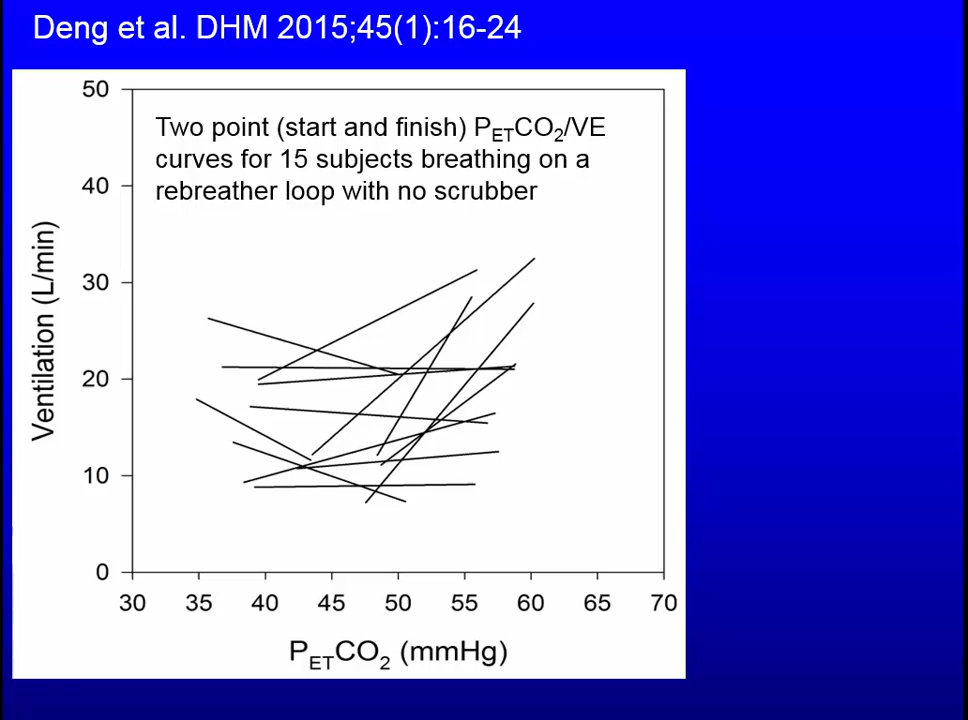 Deng et al. DHM 2015;45(1):16-24
Two point (start and finish) PETCO2/VE
curves for 15 subjects breathing on a
rebreather loop with no scrubber
Ventilation (L/min)
50
40
30
20
10
0
30 35 40 45 50 55 60 65 70
PETCO2 (mmHg)